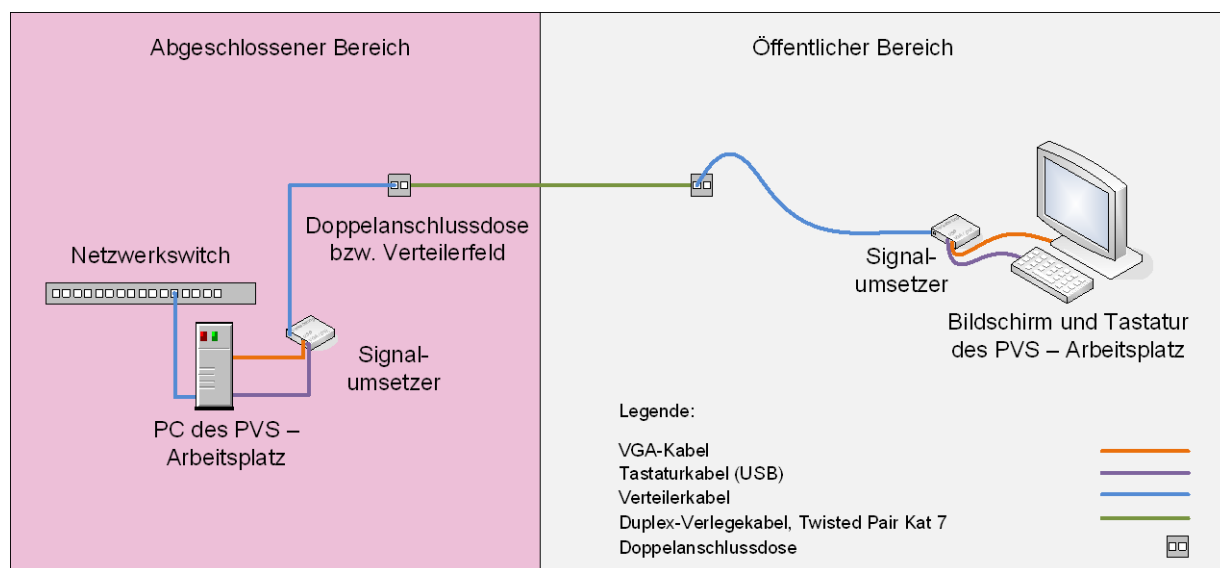 Abgeschlossener Bereich
Öffentlicher Bereich
Doppelanschlussdose
bzw. Verteilerfeld
Netzwerkswitch
Signal-
umsetzer
PC des PVS –
Arbeitsplatz
Signal-
umsetzer
Bildschirm und Tastatur
des PVS – Arbeitsplatz
Legende:
VGA-Kabel
Tastaturkabel (USB)
Verteilerkabel
Duplex-Verlegekabel, Twisted Pair Kat 7
Doppelanschlussdose